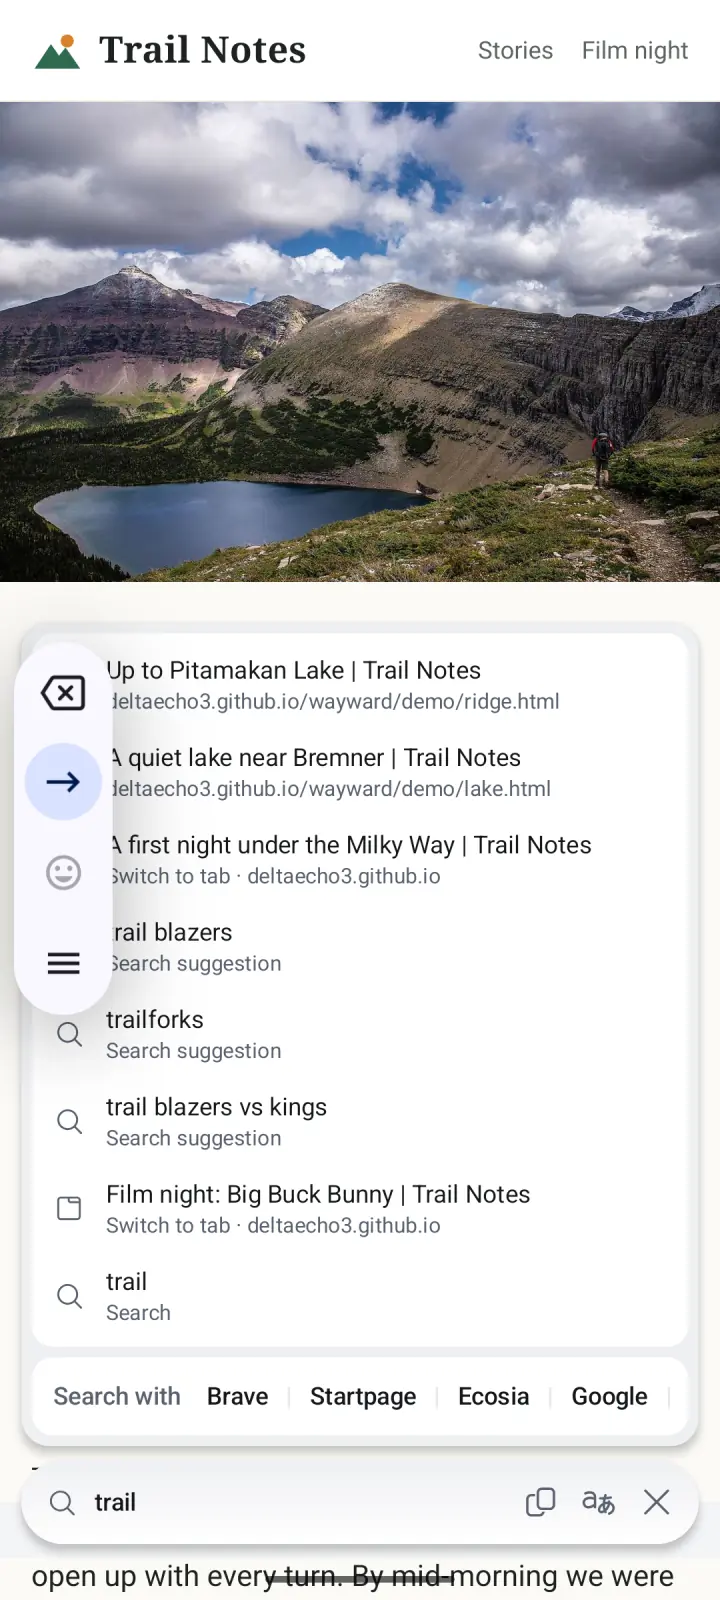 Trail Notes
Stories
Film night
Up to Pitamakan Lake | Trail Notes
deltaecho3.github.io/wayward/demo/ridge.html
A quiet lake near Bremner | Trail Notes
deltaecho3.github.io/wayward/demo/lake.html
A first night under the Milky Way | Trail Notes
Switch to tab · deltaecho3.github.io
trail blazers
Search suggestion
trailforks
Search suggestion
trail blazers vs kings
Search suggestion
Film night: Big Buck Bunny | Trail Notes
Switch to tab · deltaecho3.github.io
trail
Search
Search with Brave Startpage Ecosia Google
trail
aあ
open up with every turn. By mid-morning we were